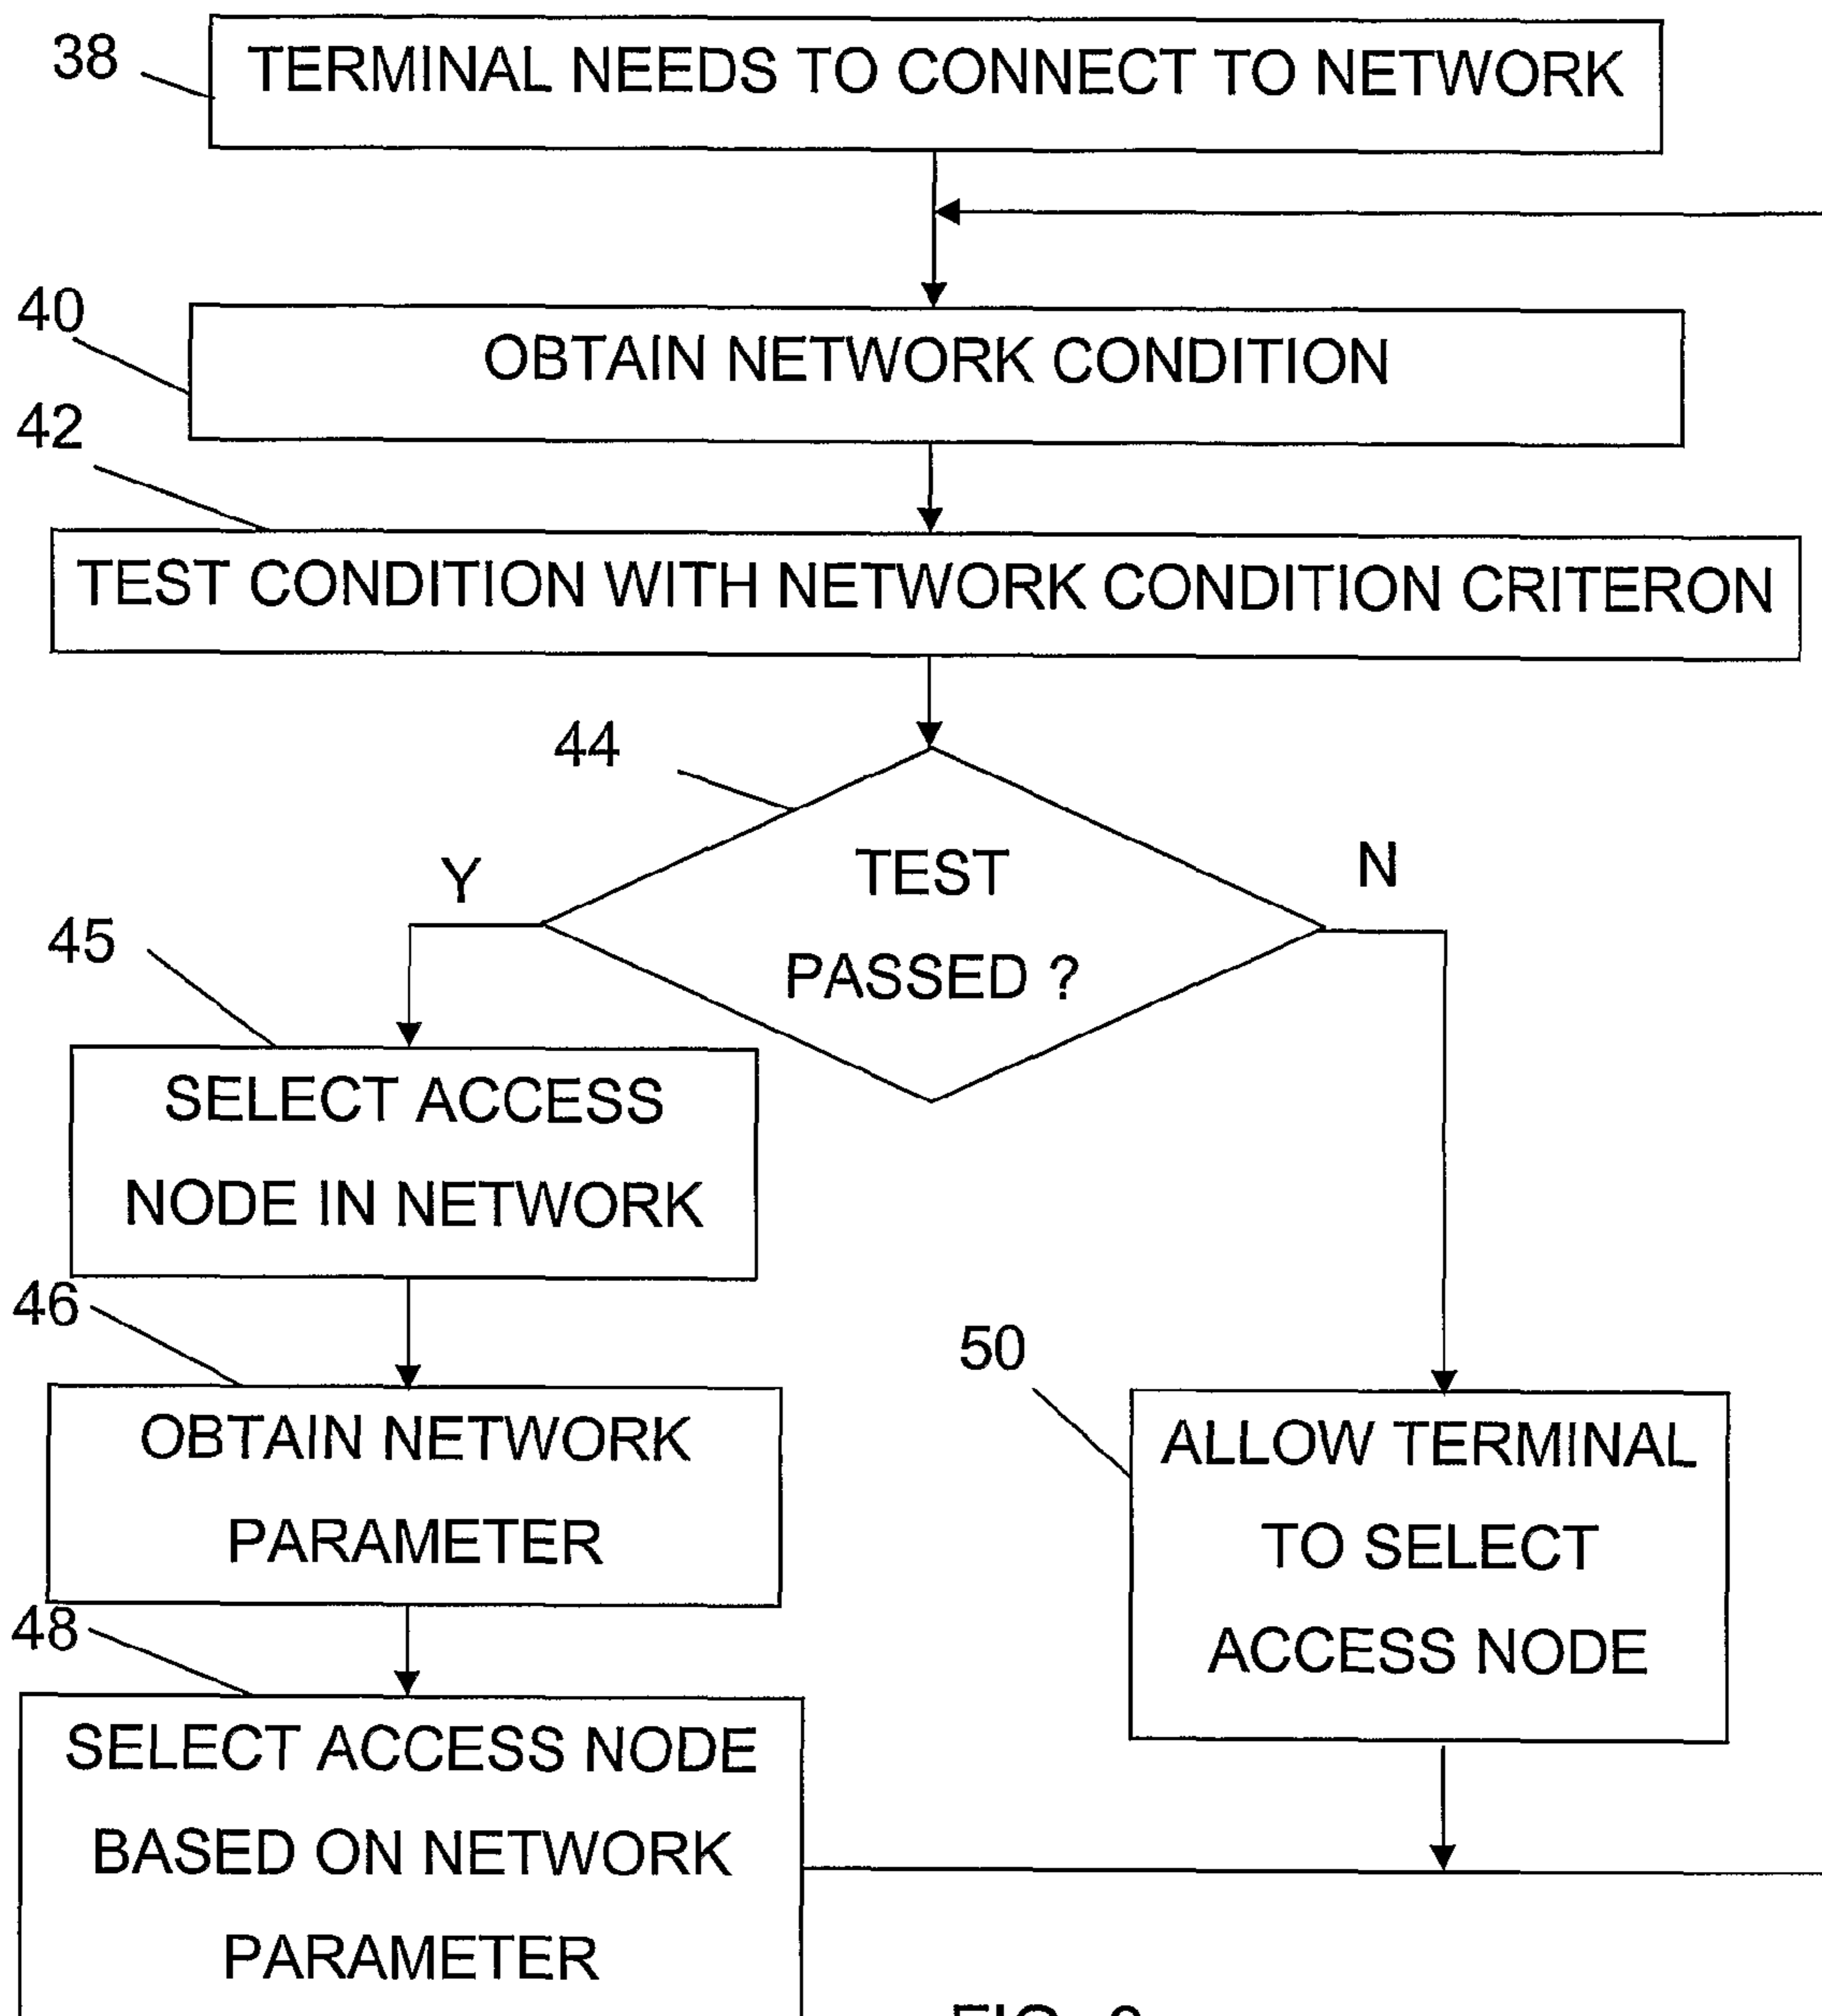 38
TERMINAL NEEDS TO CONNECT TO NETWORK
40
OBTAIN NETWORK CONDITION
42
TEST CONDITION WITH NETWORK CONDITION CRITERON
44
Y
TEST
PASSED ?
N
45
SELECT ACCESS
NODE IN NETWORK
46
OBTAIN NETWORK
PARAMETER
50
ALLOW TERMINAL
TO SELECT
ACCESS NODE
48
SELECT ACCESS NODE
BASED ON NETWORK
PARAMETER